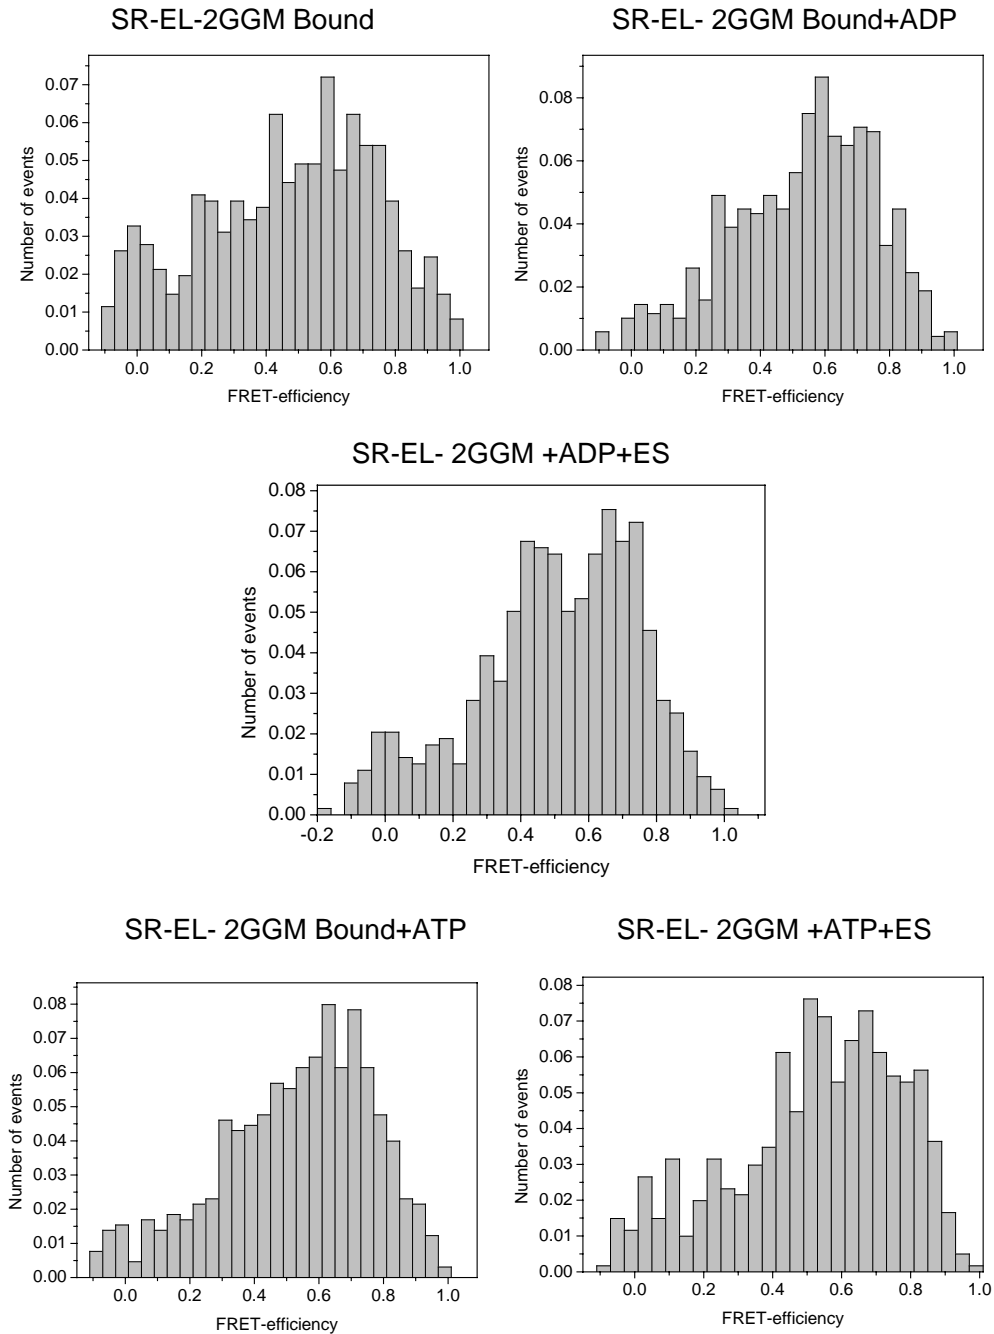 SR-EL-2GGM Bound
SR-EL- 2GGM Bound+ADP
0.07
0.06
0.05
0.04
0.03
0.02
0.01
0.00
Number of events
0.0 0.2 0.4 0.6 0.8 1.0
FRET-efficiency
0.08
0.06
0.04
0.02
0.00
Number of events
0.0 0.2 0.4 0.6 0.8 1.0
FRET-efficiency
SR-EL- 2GGM +ADP+ES
0.08
0.07
0.06
0.05
0.04
0.03
0.02
0.01
0.00
Number of events
-0.2 0.0 0.2 0.4 0.6 0.8 1.0
FRET-efficiency
SR-EL- 2GGM Bound+ATP
SR-EL- 2GGM +ATP+ES
0.08
0.07
0.06
0.05
0.04
0.03
0.02
0.01
0.00
Number of events
0.0 0.2 0.4 0.6 0.8 1.0
FRET-efficiency
0.08
0.07
0.06
0.05
0.04
0.03
0.02
0.01
0.00
Number of events
0.0 0.2 0.4 0.6 0.8 1.0
FRET-efficiency